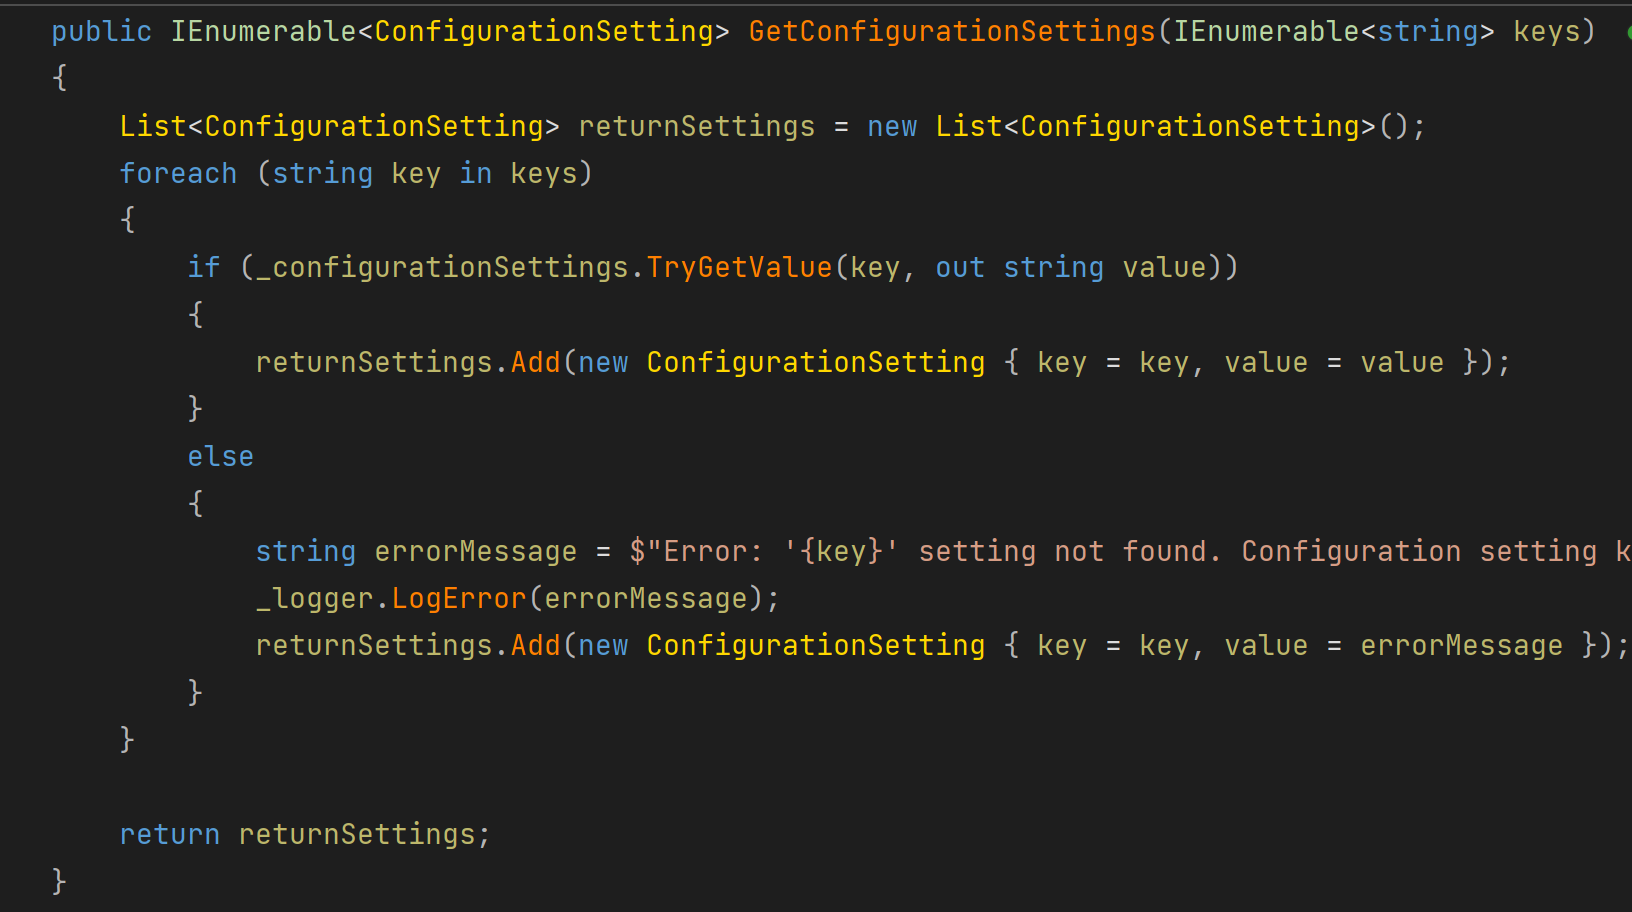 public IEnumerable<ConfigurationSetting> GetConfigurationSettings(IEnumerable<string> keys)
{
    List<ConfigurationSetting> returnSettings = new List<ConfigurationSetting>();
    foreach (string key in keys)
    {
        if (_configurationSettings.TryGetValue(key, out string value))
        {
            returnSettings.Add(new ConfigurationSetting { key = key, value = value });
        }
        else
        {
            string errorMessage = $"Error: '{key}' setting not found. Configuration setting k
            _logger.LogError(errorMessage);
            returnSettings.Add(new ConfigurationSetting { key = key, value = errorMessage });
        }
    }

    return returnSettings;
}